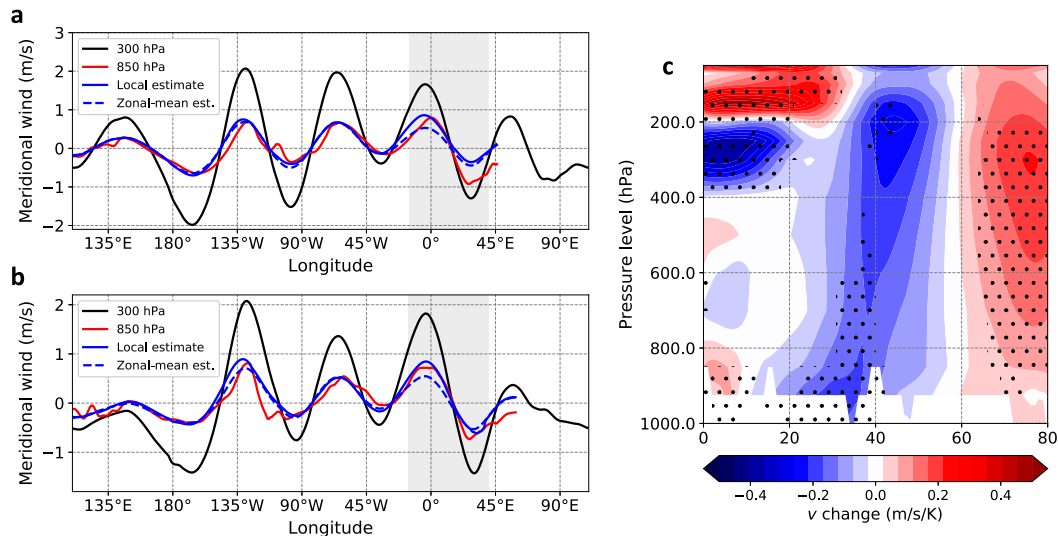 a
Meridional wind (m/s)
3
2
1
0
−1
−2
300 hPa
850 hPa
Local estimate
Zonal-mean est.
135°E 180° 135°W 90°W 45°W 0° 45°E 90°E
Longitude
b
Meridional wind (m/s)
2
1
0
−1
300 hPa
850 hPa
Local estimate
Zonal-mean est.
135°E 180° 135°W 90°W 45°W 0° 45°E 90°E
Longitude
c
Pressure level (hPa)
200.0
400.0
600.0
800.0
1000.0
0 20 40 60 80
−0.4 −0.2 0.0 0.2 0.4
v change (m/s/K)